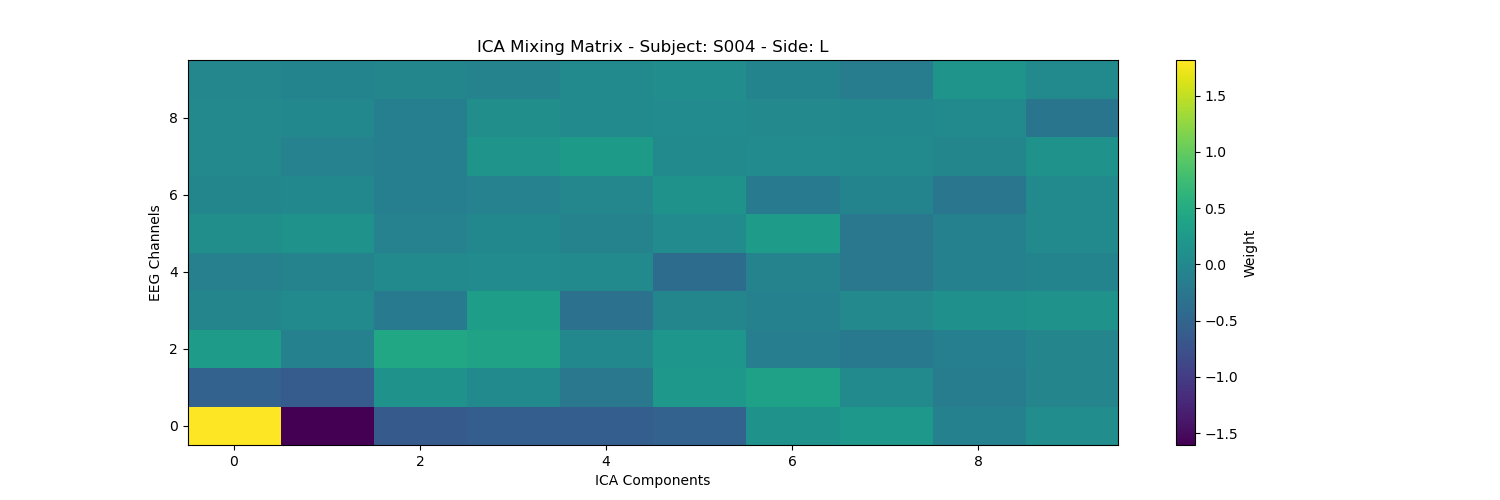 ICA Mixing Matrix - Subject: S004 - Side: L
EEG Channels
8
6
4
2
0
0 2 4 6 8
ICA Components
1.5
1.0
0.5
0.0
−0.5
−1.0
−1.5
Weight